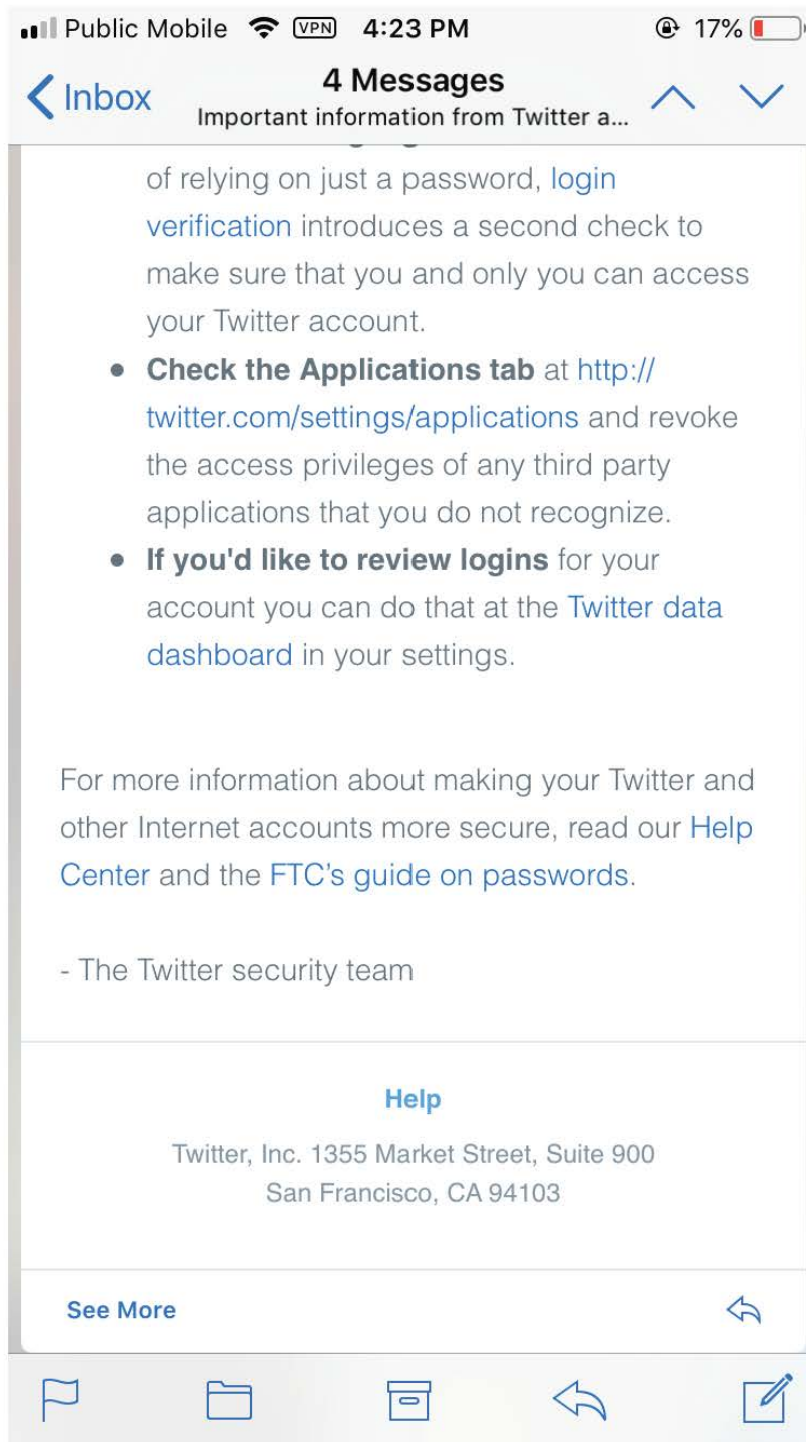 Public Mobile VPN 4:23 PM 17%
Inbox
4 Messages
Important information from Twitter a...
of relying on just a password, login
verification introduces a second check to
make sure that you and only you can access
your Twitter account.
• Check the Applications tab at http://
twitter.com/settings/applications and revoke
the access privileges of any third party
applications that you do not recognize.
• If you'd like to review logins for your
account you can do that at the Twitter data
dashboard in your settings.
For more information about making your Twitter and
other Internet accounts more secure, read our Help
Center and the FTC’s guide on passwords.
- The Twitter security team
Help
Twitter, Inc. 1355 Market Street, Suite 900
San Francisco, CA 94103
See More